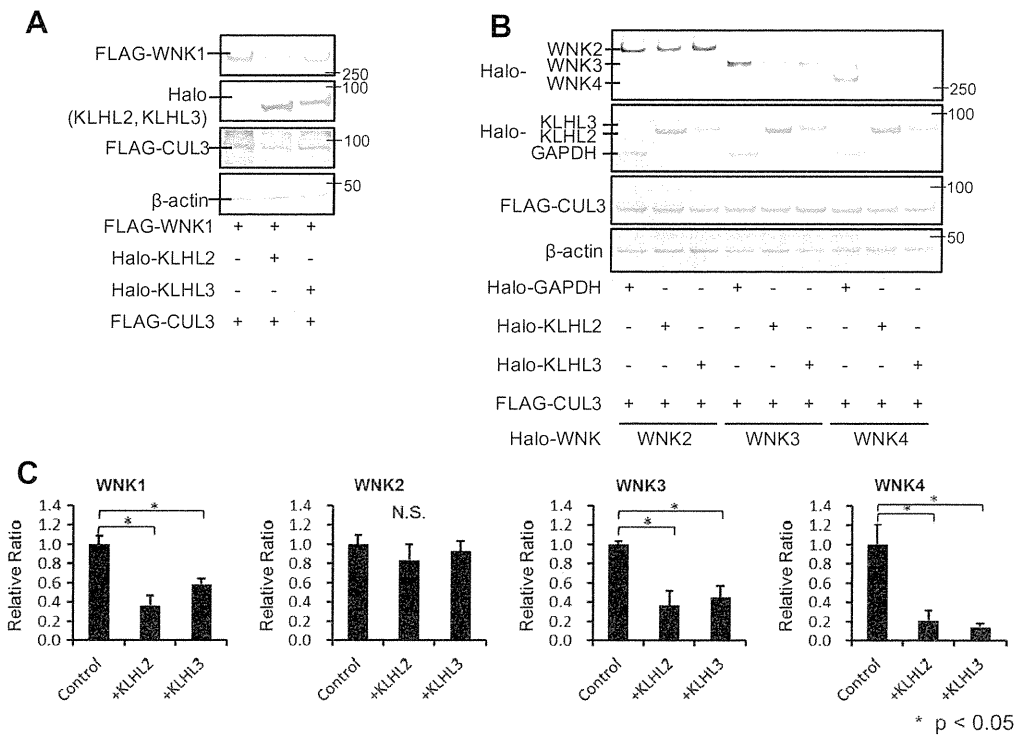 A
FLAG-WNK1
250
Halo
(KLHL2, KLHL3)
100
FLAG-CUL3
100
β-actin
50
FLAG-WNK1 + + +
Halo-KLHL2 - + -
Halo-KLHL3 - - +
FLAG-CUL3 + + +
B
Halo-
WNK2
WNK3
WNK4
250
Halo-
KLHL3
KLHL2
GAPDH
100
FLAG-CUL3
100
β-actin
50
Halo-GAPDH + - - + - - + - -
Halo-KLHL2 - + - - + - - + -
Halo-KLHL3 - - + - - + - - +
FLAG-CUL3 + + + + + + + + +
Halo-WNK WNK2 WNK3 WNK4
C
WNK1
Relative Ratio
1.4
1.2
1.0
0.8
0.6
0.4
0.2
0.0
* *
Control +KLHL2 +KLHL3
WNK2
N.S.
Relative Ratio
1.4
1.2
1.0
0.8
0.6
0.4
0.2
0.0
Control +KLHL2 +KLHL3
WNK3
Relative Ratio
1.4
1.2
1.0
0.8
0.6
0.4
0.2
0.0
* *
Control +KLHL2 +KLHL3
WNK4
Relative Ratio
1.4
1.2
1.0
0.8
0.6
0.4
0.2
0.0
* *
Control +KLHL2 +KLHL3
* p < 0.05